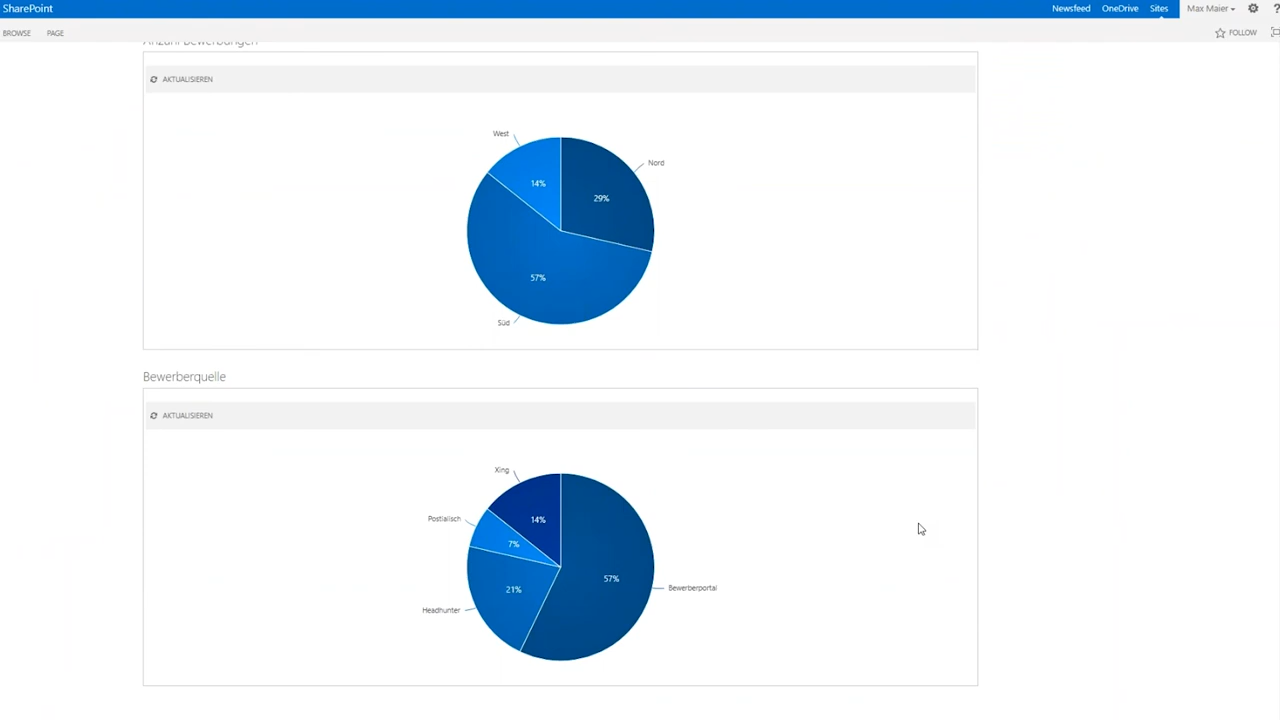 SharePoint
Newsfeed OneDrive Sites Max Maier ?
BROWSE PAGE
FOLLOW
Anzahl Bewerbungen
AKTUALISIEREN
West
Nord
14%
29%
57%
Süd
Bewerberquelle
AKTUALISIEREN
Xing
Postialisch
14%
7%
57%
21%
Bewerberportal
Headhunter